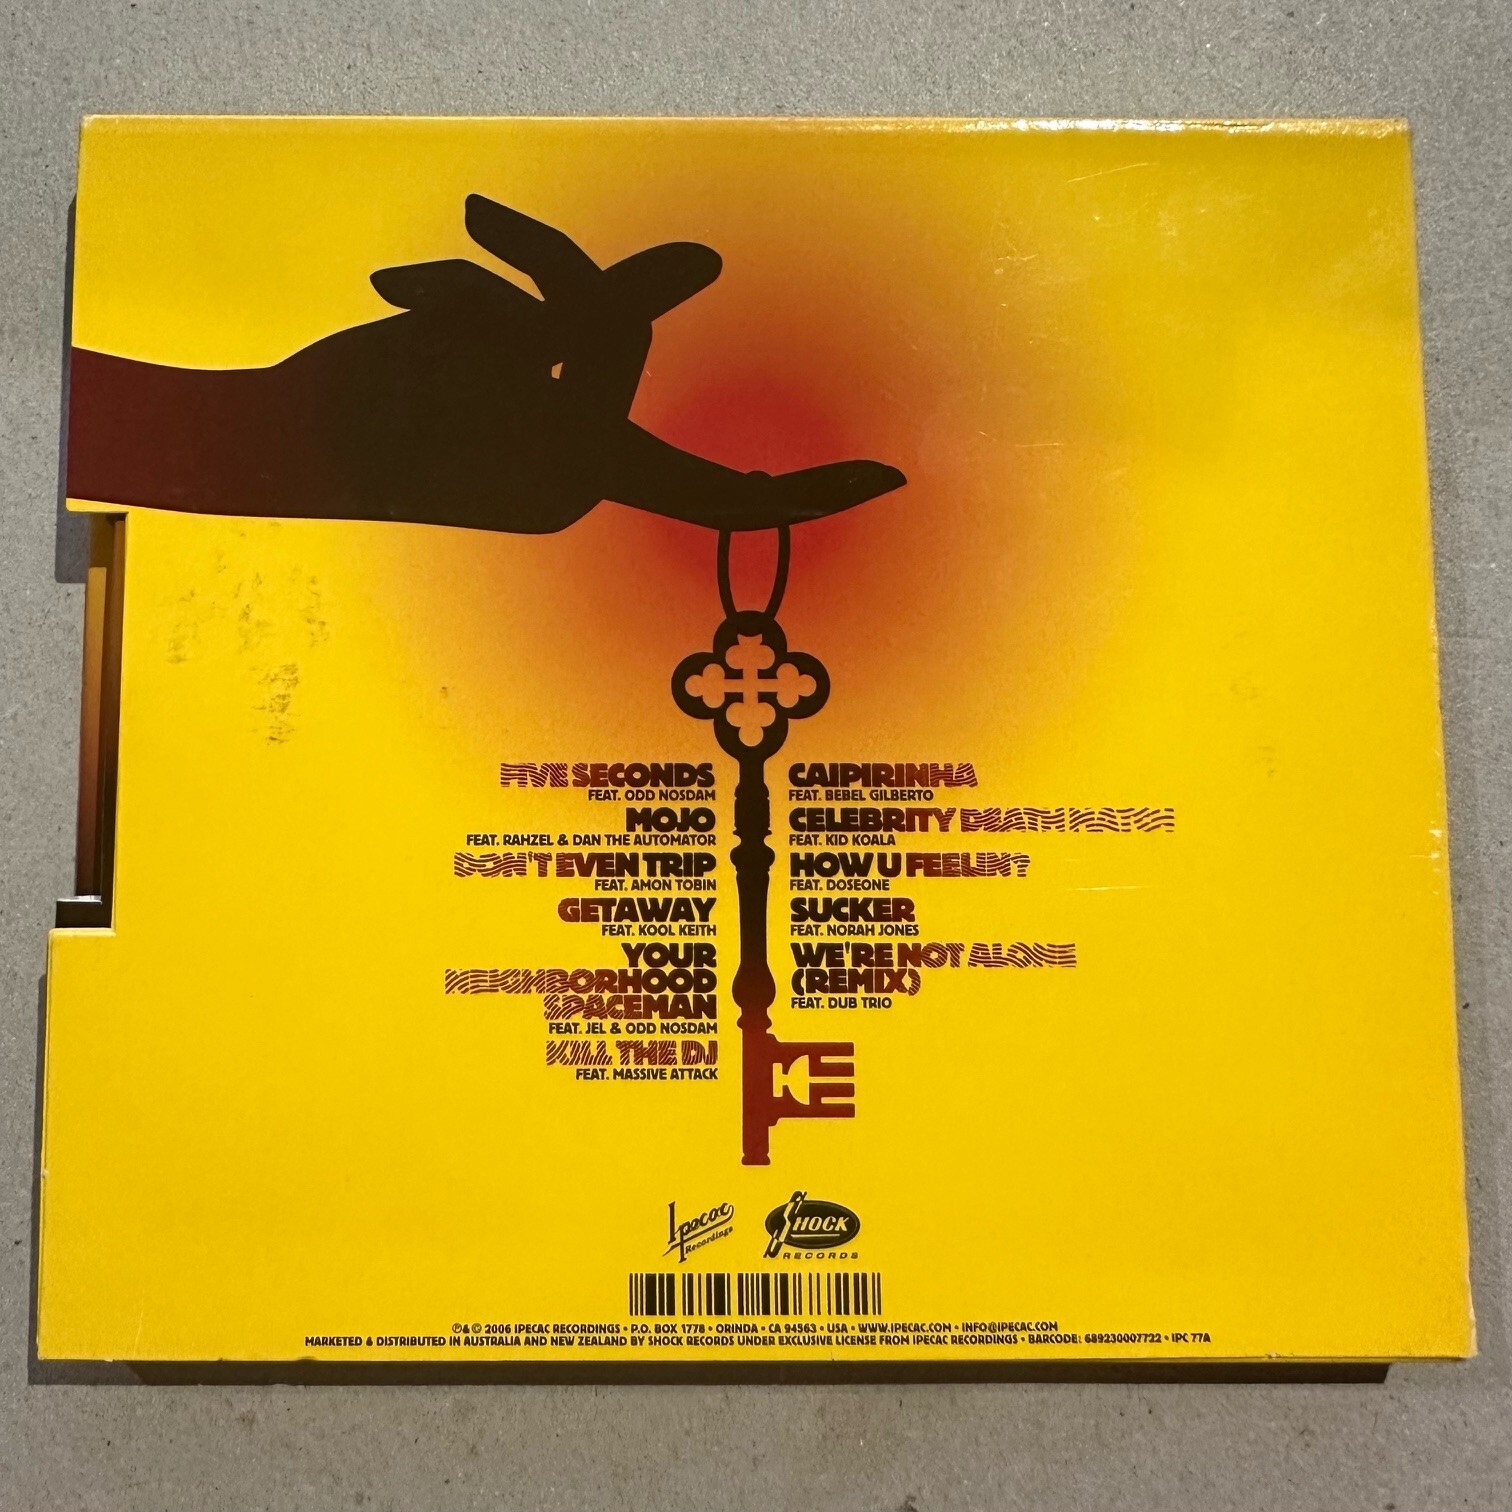 FIVE SECONDS
FEAT. ODD NOSDAM
MOJO
FEAT. RAHZEL & DAN THE AUTOMATOR
DON'T EVEN TRIP
FEAT. AMON TOBIN
GETAWAY
FEAT. KOOL KEITH
YOUR
NEIGHBORHOOD
SPACEMAN
FEAT. JEL & ODD NOSDAM
KILL THE DJ
FEAT. MASSIVE ATTACK
CAIPIRINHA
FEAT. BEBEL GILBERTO
CELEBRITY DEATH MATCH
FEAT. KID KOALA
HOW U FEELIN?
FEAT. DOSEONE
SUCKER
FEAT. NORAH JONES
WE'RE NOT ALONE
(REMIX)
FEAT. DUB TRIO
Ipecac
Recordings
SHOCK
RECORDS
℗& © 2006 IPECAC RECORDINGS • P.O. BOX 1778 • ORINDA • CA 94563 • USA • WWW.IPECAC.COM • INFO@IPECAC.COM
MARKETED & DISTRIBUTED IN AUSTRALIA AND NEW ZEALAND BY SHOCK RECORDS UNDER EXCLUSIVE LICENSE FROM IPECAC RECORDINGS • BARCODE: 689230007722 • IPC 77A